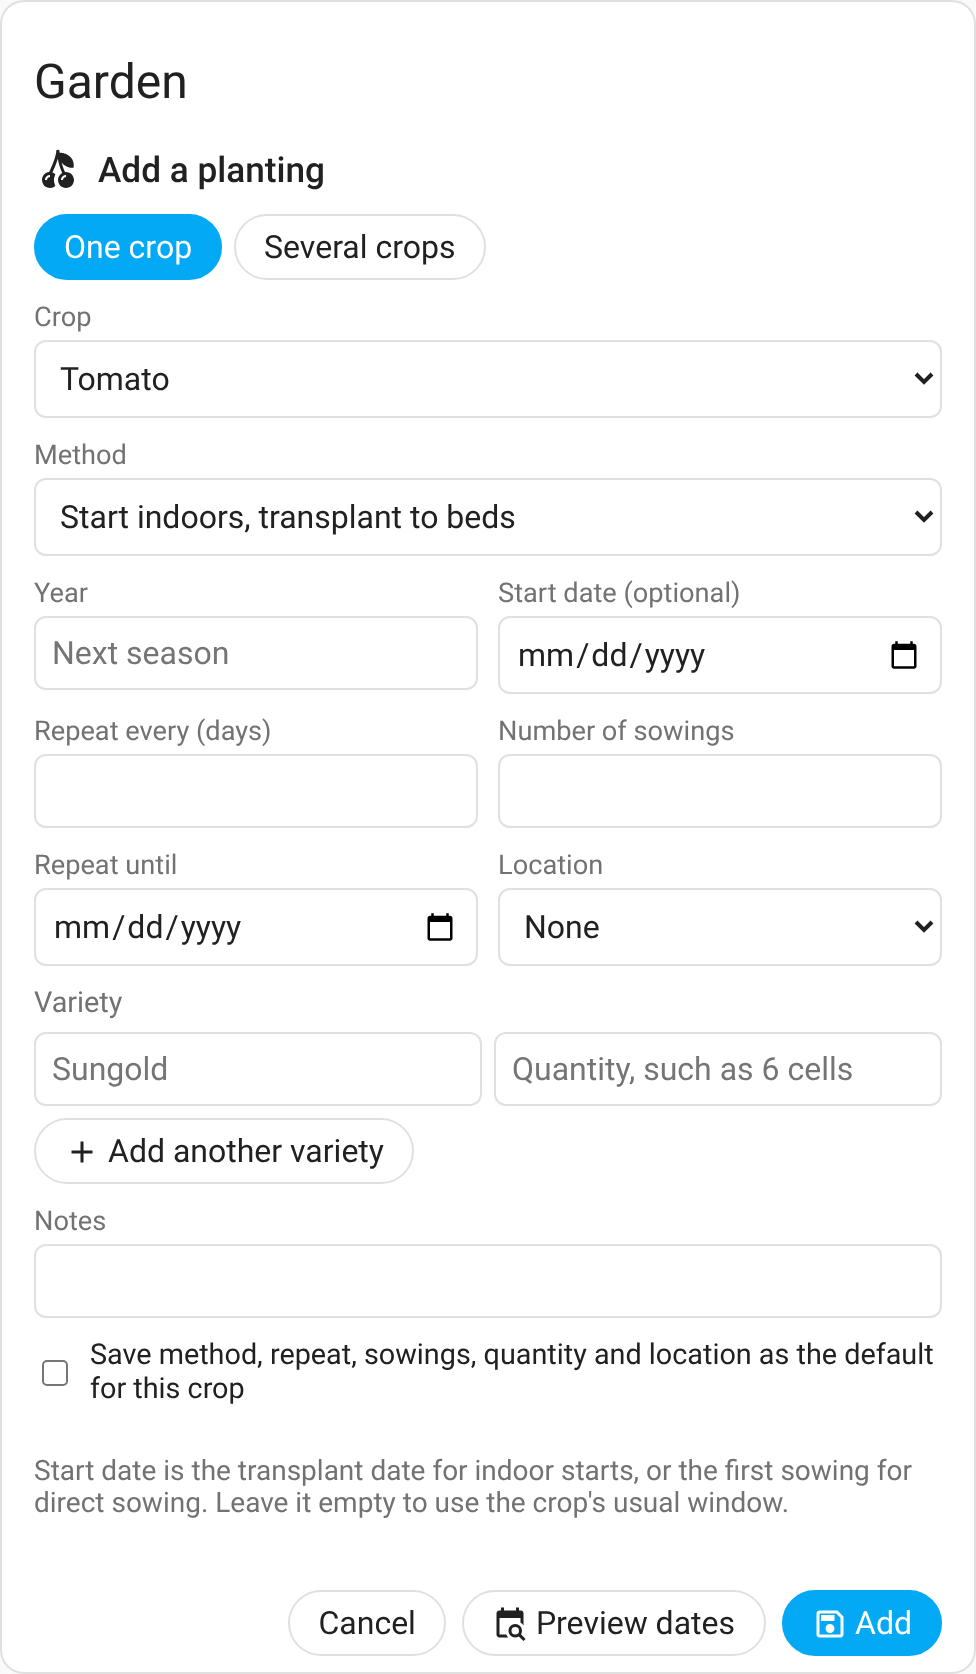 Garden
Add a planting
One crop
Several crops
Crop
Tomato
Method
Start indoors, transplant to beds
Year
Start date (optional)
Next season
mm/dd/yyyy
Repeat every (days)
Number of sowings
Repeat until
Location
mm/dd/yyyy
None
Variety
Sungold
Quantity, such as 6 cells
+ Add another variety
Notes
Save method, repeat, sowings, quantity and location as the default
for this crop
Start date is the transplant date for indoor starts, or the first sowing for
direct sowing. Leave it empty to use the crop's usual window.
Cancel
Preview dates
Add